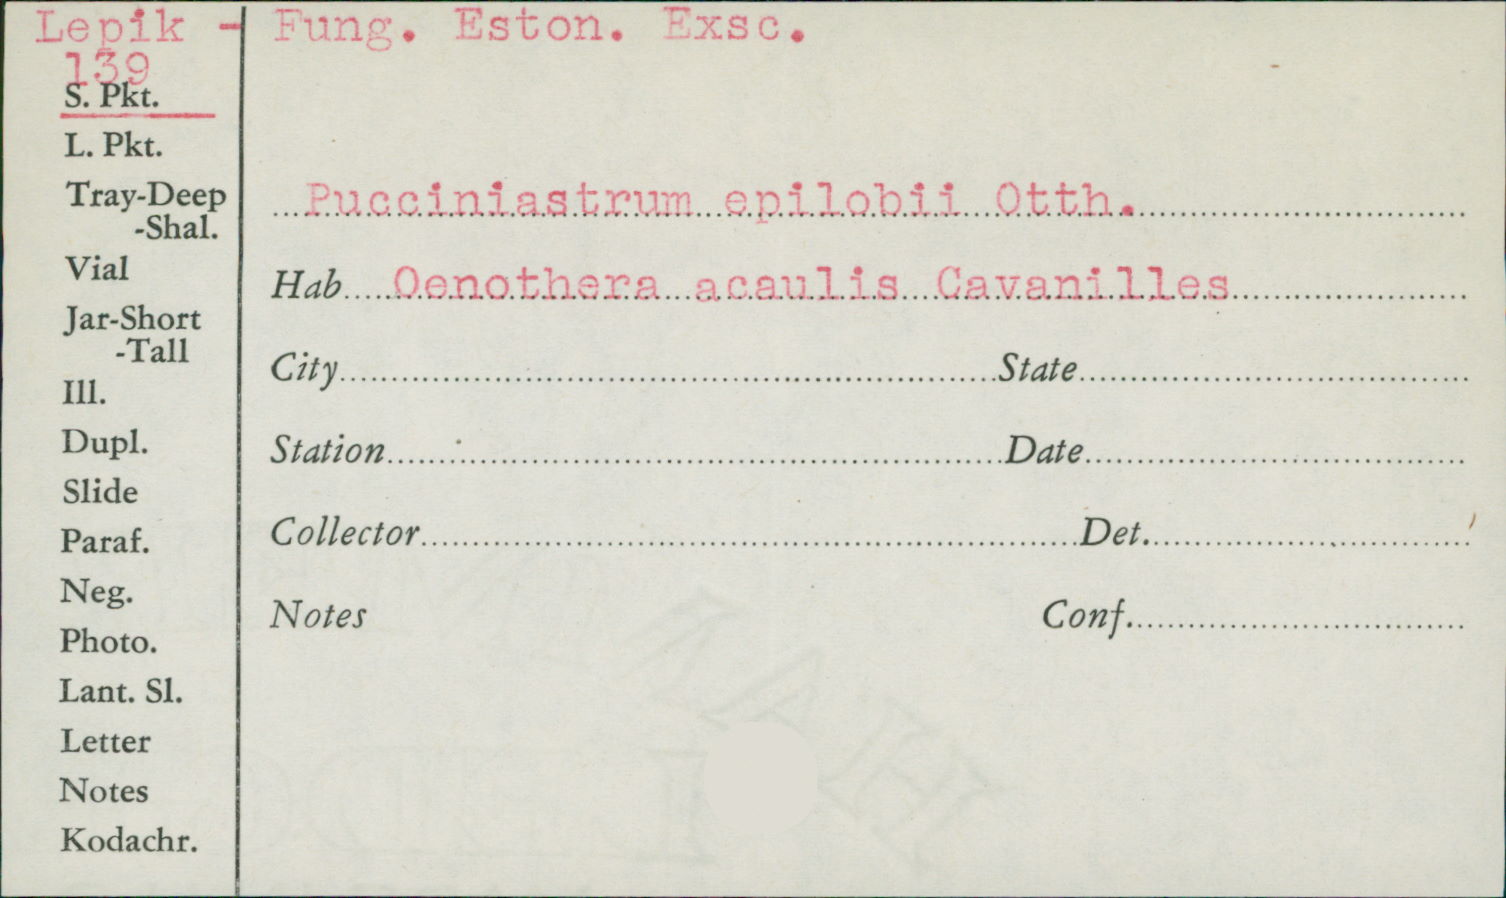 Lepik - Fung. Eston. Exsc.
139
S. Pkt.
L. Pkt.
Tray-Deep
-Shal.
Vial
Jar-Short
-Tall
Ill.
Dupl.
Slide
Paraf.
Neg.
Photo.
Lant. Sl.
Letter
Notes
Kodachr.
Pucciniastrum epilobii Otth.
Hab Oenothera acaulis Cavanilles
City State
Station Date
Collector Det.
Notes Conf.